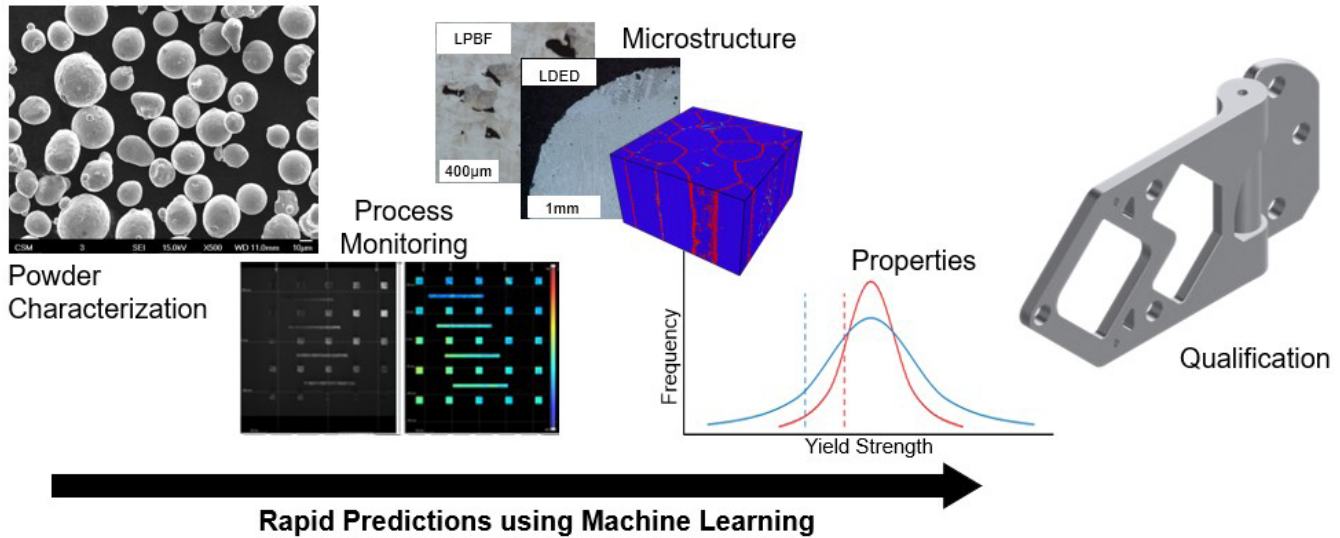 CSM 3 SEI 15.0kV X500 WD 11.0mm 10µm
Powder
Characterization
Process
Monitoring
LPBF
400µm
LDED
1mm
Microstructure
Properties
Frequency
Yield Strength
Qualification
Rapid Predictions using Machine Learning